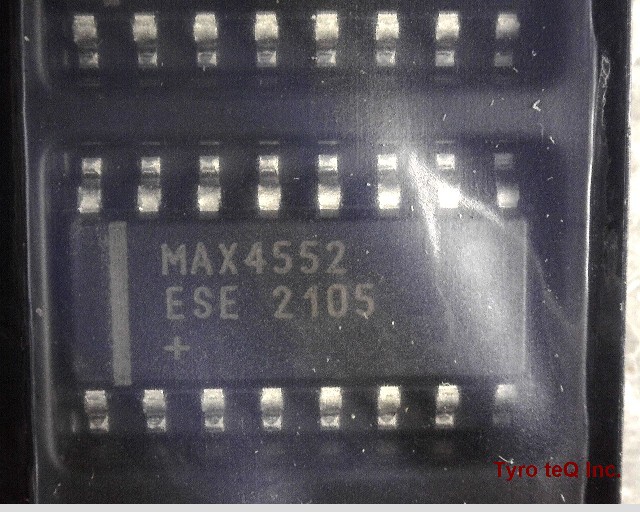 MAX4552
ESE 2105
+
Tyro teQ Inc.